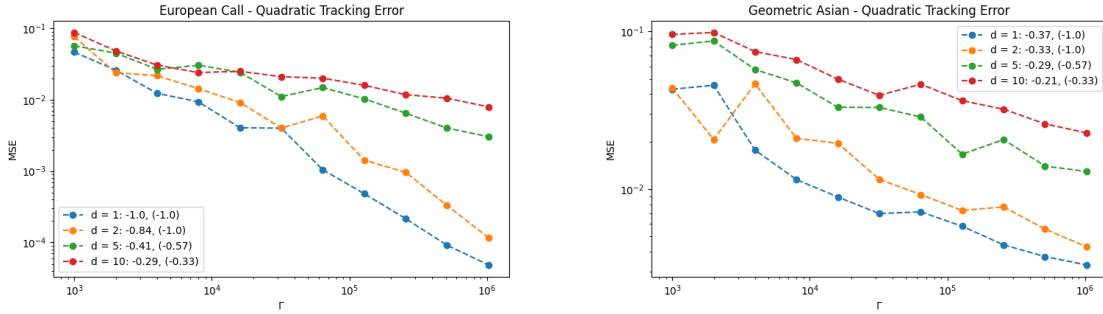 European Call - Quadratic Tracking Error
MSE
10⁻¹
10⁻²
10⁻³
10⁻⁴
d = 1: -1.0, (-1.0)
d = 2: -0.84, (-1.0)
d = 5: -0.41, (-0.57)
d = 10: -0.29, (-0.33)
10³
10⁴
10⁵
10⁶
Γ
Geometric Asian - Quadratic Tracking Error
MSE
10⁻¹
10⁻²
d = 1: -0.37, (-1.0)
d = 2: -0.33, (-1.0)
d = 5: -0.29, (-0.57)
d = 10: -0.21, (-0.33)
10³
10⁴
10⁵
10⁶
Γ